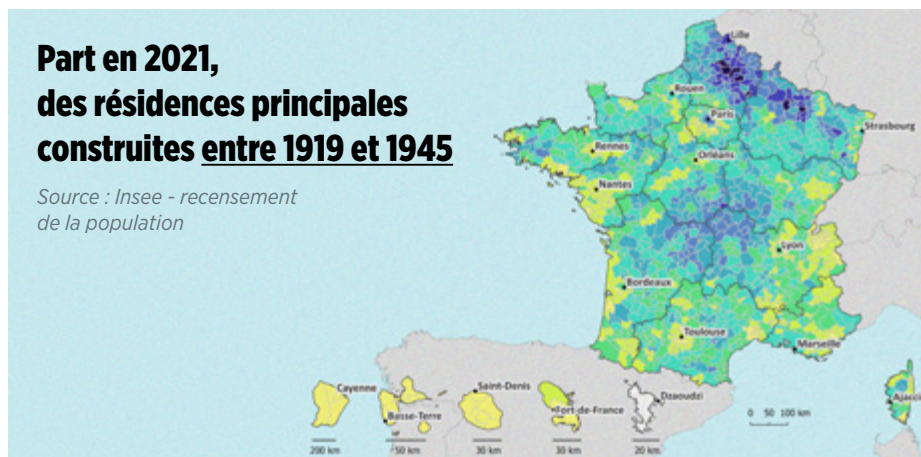 Part en 2021,
des résidences principales
construites entre 1919 et 1945
Source : Insee - recensement
de la population
Lille
Rouen
Paris
Strasbourg
Rennes
Orléans
Nantes
Lyon
Bordeaux
Toulouse
Marseille
Ajaccio
Cayenne
Saint-Denis
Dzaoudzi
Basse-Terre
Fort-de-France
0 50 100 km
200 km
50 km
30 km
30 km
20 km